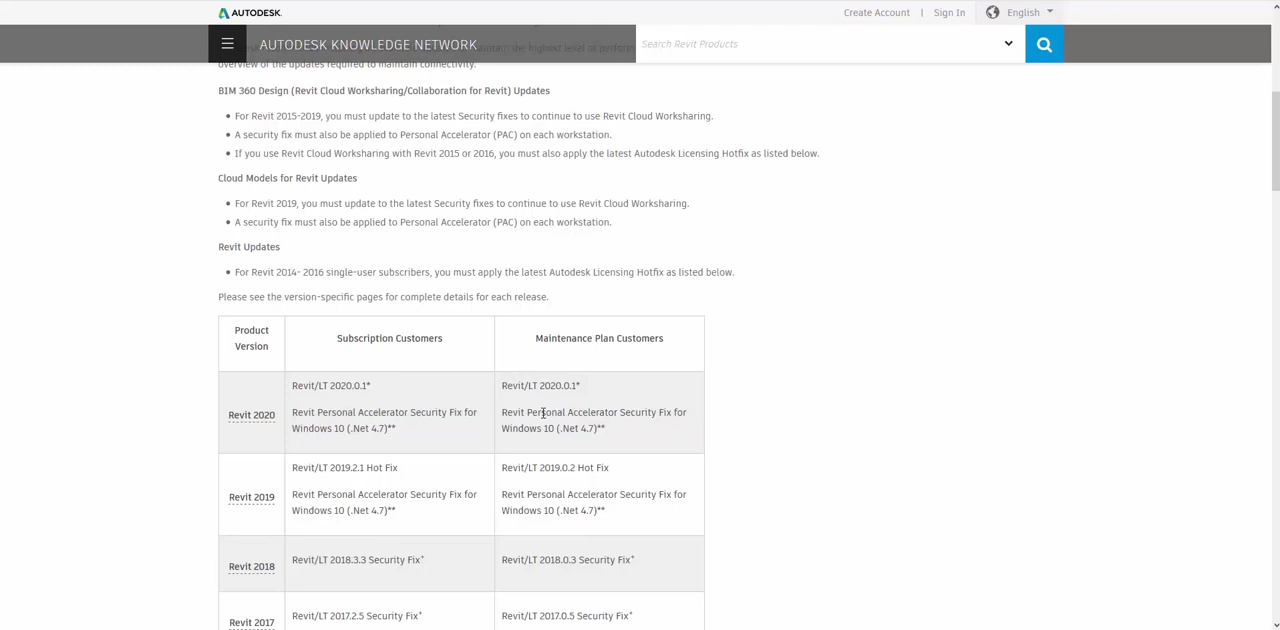 AUTODESK.
Create Account | Sign In English
AUTODESK KNOWLEDGE NETWORK
Search Revit Products
overview of the updates required to maintain connectivity.
BIM 360 Design (Revit Cloud Worksharing/Collaboration for Revit) Updates
• For Revit 2015-2019, you must update to the latest Security fixes to continue to use Revit Cloud Worksharing.
• A security fix must also be applied to Personal Accelerator (PAC) on each workstation.
• If you use Revit Cloud Worksharing with Revit 2015 or 2016, you must also apply the latest Autodesk Licensing Hotfix as listed below.
Cloud Models for Revit Updates
• For Revit 2019, you must update to the latest Security fixes to continue to use Revit Cloud Worksharing.
• A security fix must also be applied to Personal Accelerator (PAC) on each workstation.
Revit Updates
• For Revit 2014- 2016 single-user subscribers, you must apply the latest Autodesk Licensing Hotfix as listed below.
Please see the version-specific pages for complete details for each release.
Product
Version
Subscription Customers
Maintenance Plan Customers
Revit 2020
Revit/LT 2020.0.1*
Revit Personal Accelerator Security Fix for
Windows 10 (.Net 4.7)**
Revit/LT 2020.0.1*
Revit Personal Accelerator Security Fix for
Windows 10 (.Net 4.7)**
Revit 2019
Revit/LT 2019.2.1 Hot Fix
Revit Personal Accelerator Security Fix for
Windows 10 (.Net 4.7)**
Revit/LT 2019.0.2 Hot Fix
Revit Personal Accelerator Security Fix for
Windows 10 (.Net 4.7)**
Revit 2018
Revit/LT 2018.3.3 Security Fix+
Revit/LT 2018.0.3 Security Fix+
Revit 2017
Revit/LT 2017.2.5 Security Fix+
Revit/LT 2017.0.5 Security Fix+